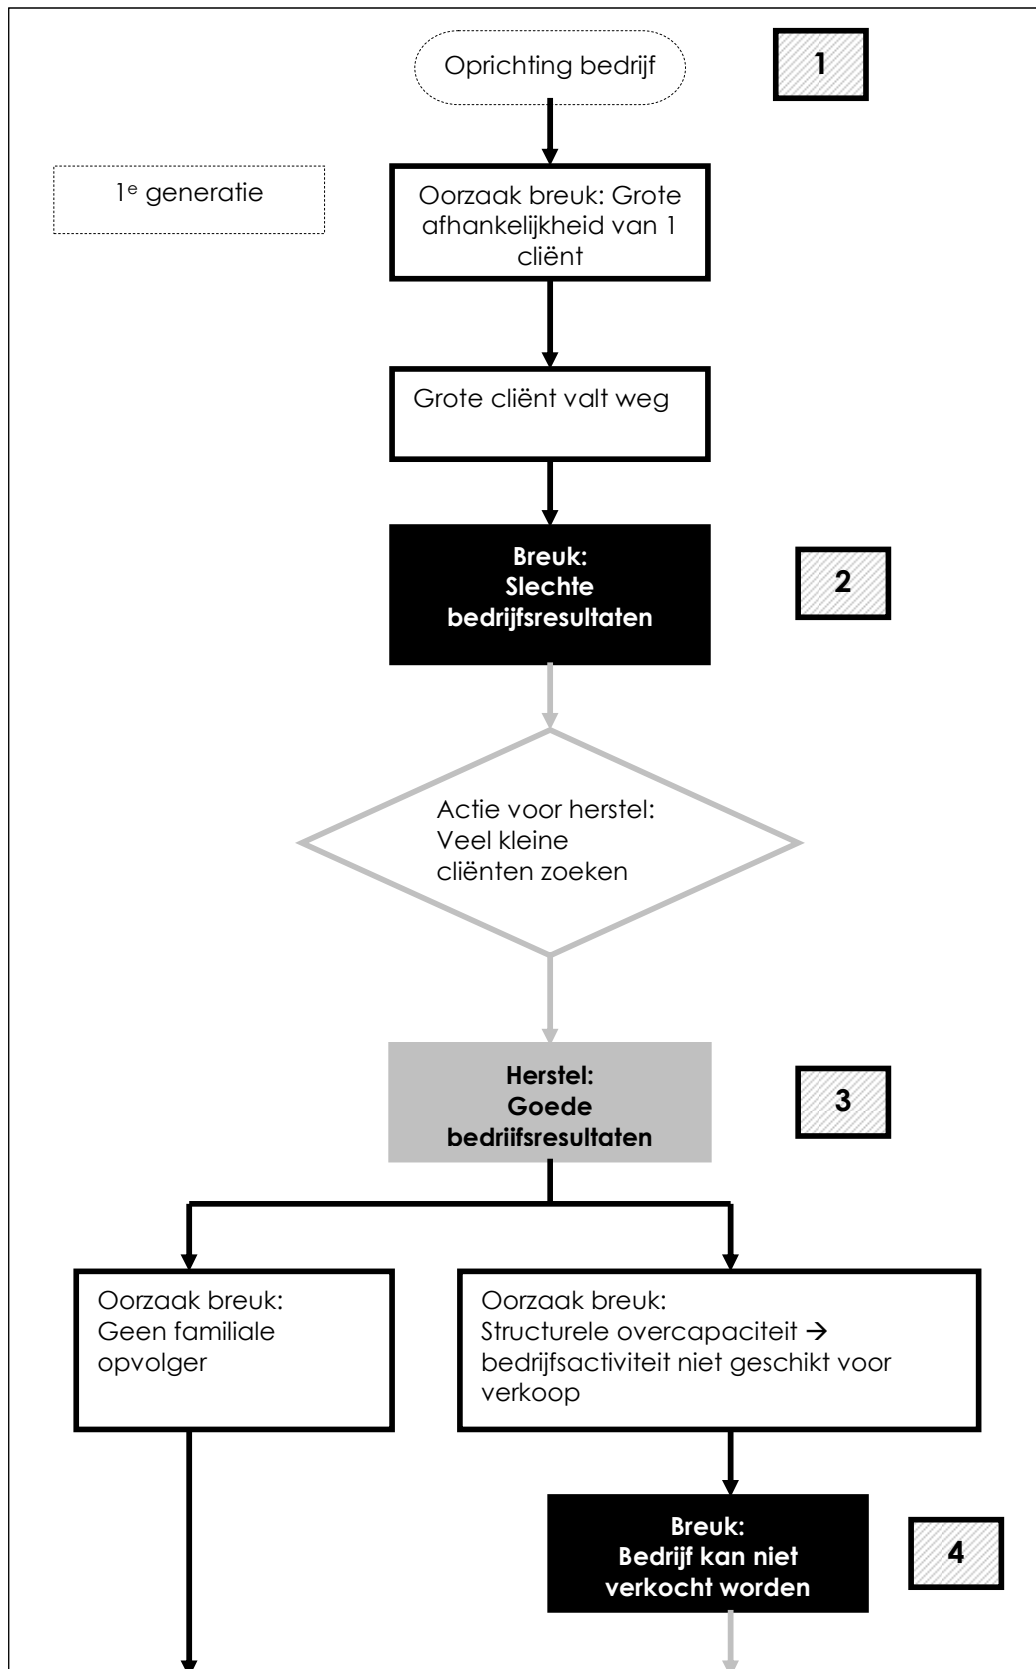 Oprichting bedrijf
1
1e generatie
Oorzaak breuk: Grote
afhankelijkheid van 1
cliënt
Grote cliënt valt weg
Breuk:
Slechte
bedrijfsresultaten
2
Actie voor herstel:
Veel kleine
cliënten zoeken
Herstel:
Goede
bedrijfsresultaten
3
Oorzaak breuk:
Geen familiale
opvolger
Oorzaak breuk:
Structurele overcapaciteit →
bedrijfsactiviteit niet geschikt voor
verkoop
Breuk:
Bedrijf kan niet
verkocht worden
4